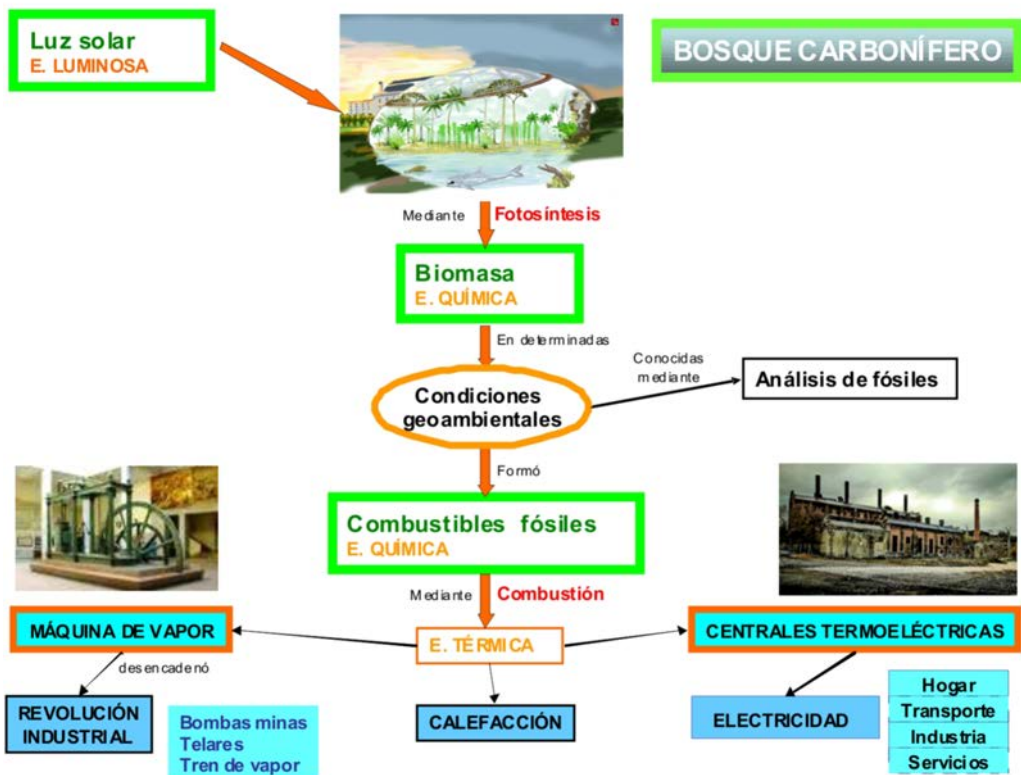 Luz solar
E. LUMINOSA
BOSQUE CARBONÍFERO
Mediante
Fotosíntesis
Biomasa
E. QUÍMICA
En determinadas
Condiciones
geoambientales
Conocidas
mediante
Análisis de fósiles
Formó
Combustibles fósiles
E. QUÍMICA
Mediante
Combustión
MÁQUINA DE VAPOR
E. TÉRMICA
CENTRALES TERMOELÉCTRICAS
desencadenó
REVOLUCIÓN
INDUSTRIAL
Bombas minas
Telares
Tren de vapor
CALEFACCIÓN
ELECTRICIDAD
Hogar
Transporte
Industria
Servicios